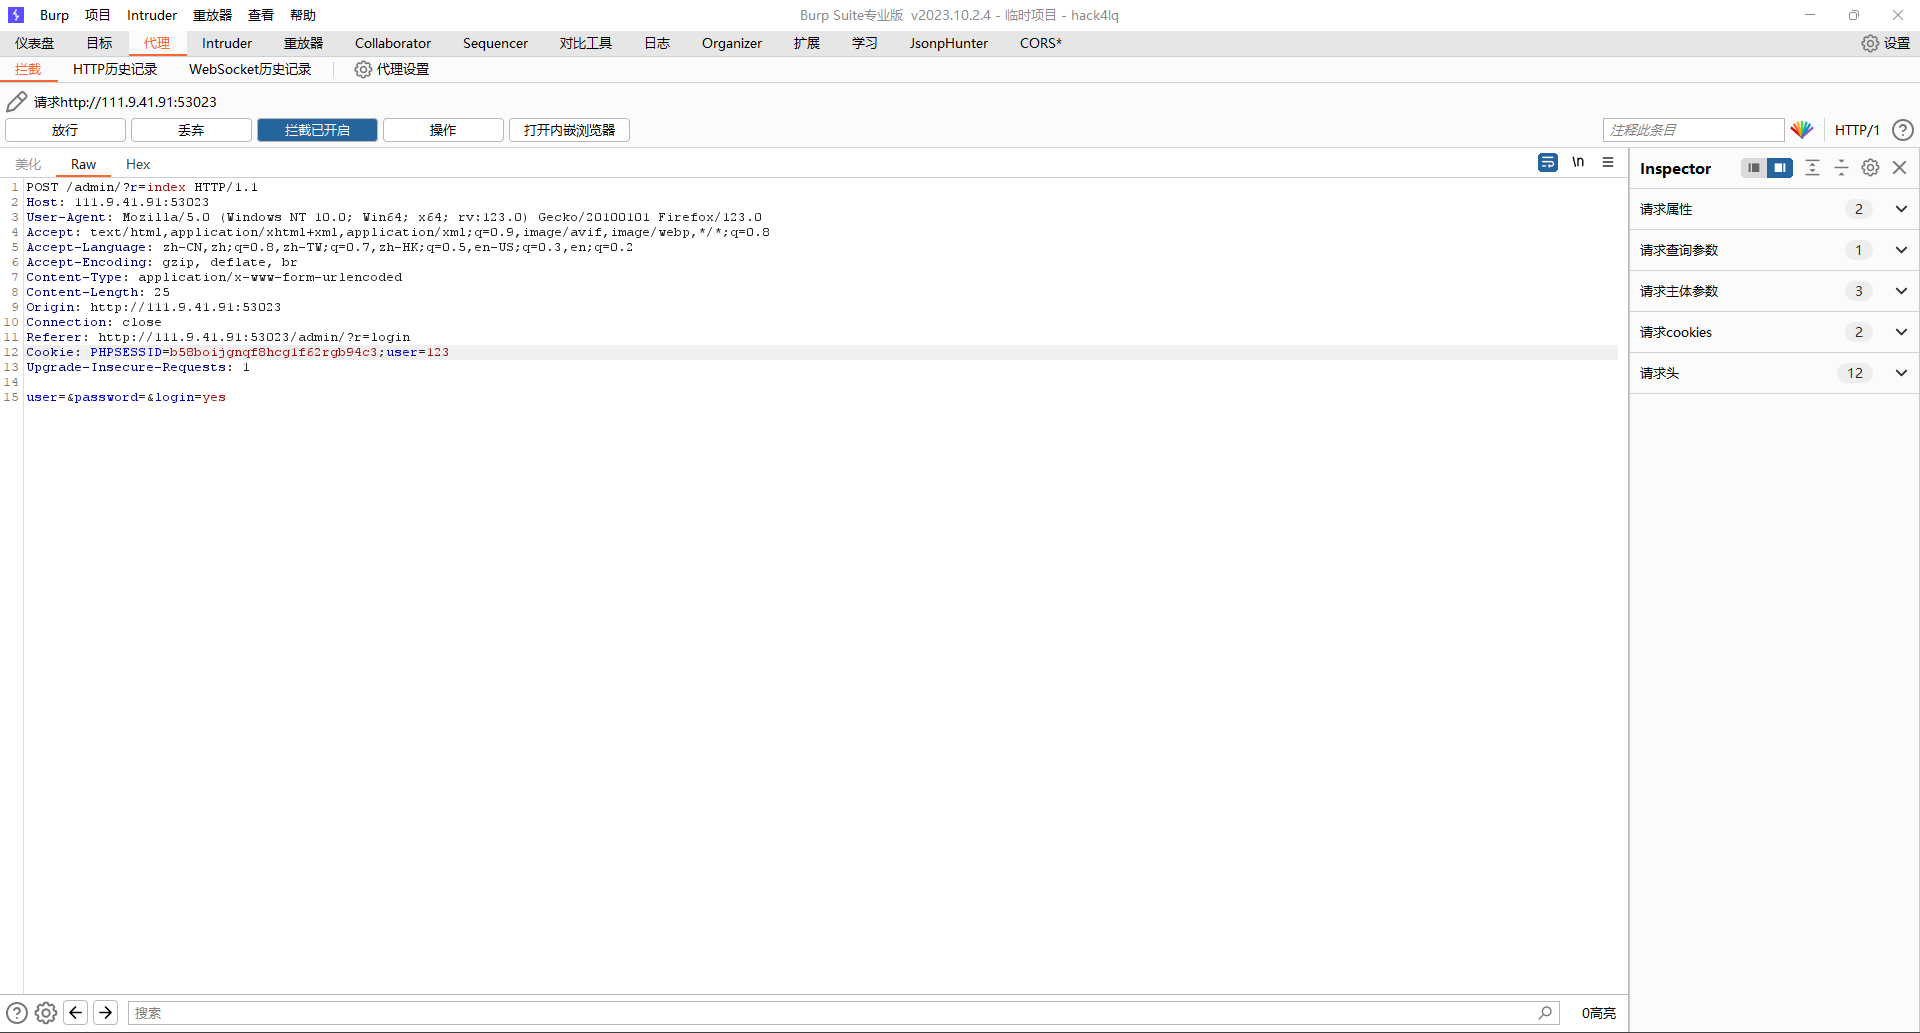 Burp 项目 Intruder 重放器 查看 帮助 Burp Suite专业版 v2023.10.2.4 - 临时项目 - hack4lq
仪表盘 目标 代理 Intruder 重放器 Collaborator Sequencer 对比工具 日志 Organizer 扩展 学习 JsonpHunter CORS* 设置
拦截 HTTP历史记录 WebSocket历史记录 代理设置
请求http://111.9.41.91:53023
放行 丢弃 拦截已开启 操作 打开内嵌浏览器 注释此条目 HTTP/1
美化 Raw Hex \n
1 POST /admin/?r=index HTTP/1.1
2 Host: 111.9.41.91:53023
3 User-Agent: Mozilla/5.0 (Windows NT 10.0; Win64; x64; rv:123.0) Gecko/20100101 Firefox/123.0
4 Accept: text/html,application/xhtml+xml,application/xml;q=0.9,image/avif,image/webp,*/*;q=0.8
5 Accept-Language: zh-CN,zh;q=0.8,zh-TW;q=0.7,zh-HK;q=0.5,en-US;q=0.3,en;q=0.2
6 Accept-Encoding: gzip, deflate, br
7 Content-Type: application/x-www-form-urlencoded
8 Content-Length: 25
9 Origin: http://111.9.41.91:53023
10 Connection: close
11 Referer: http://111.9.41.91:53023/admin/?r=login
12 Cookie: PHPSESSID=b58boijgnqf8hcg1f62rgb94c3;user=123
13 Upgrade-Insecure-Requests: 1
14
15 user=&password=&login=yes
Inspector
请求属性 2
请求查询参数 1
请求主体参数 3
请求cookies 2
请求头 12
搜索 0高亮